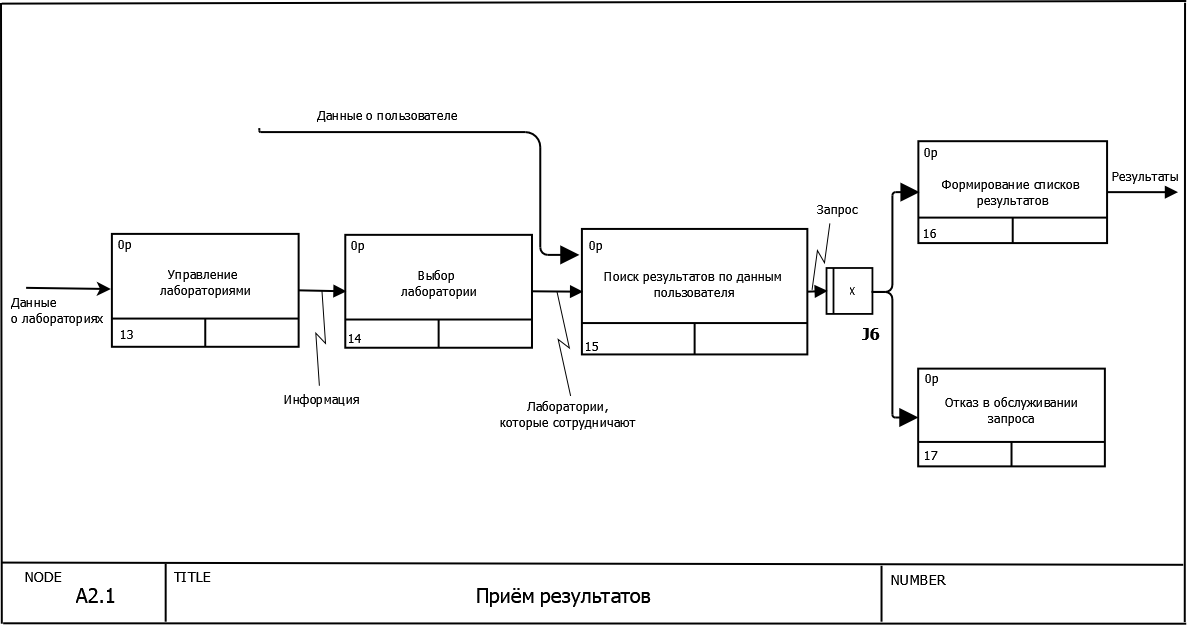 Данные о пользователе
0р
Формирование списков
результатов
16
Результаты
Запрос
0р
Управление
лабораториями
13
0р
Выбор
лаборатории
14
0р
Поиск результатов по данным
пользователя
15
X
J6
Данные
о лабораториях
Информация
Лаборатории,
которые сотрудничают
0р
Отказ в обслуживании
запроса
17
NODE
A2.1
TITLE
Приём результатов
NUMBER